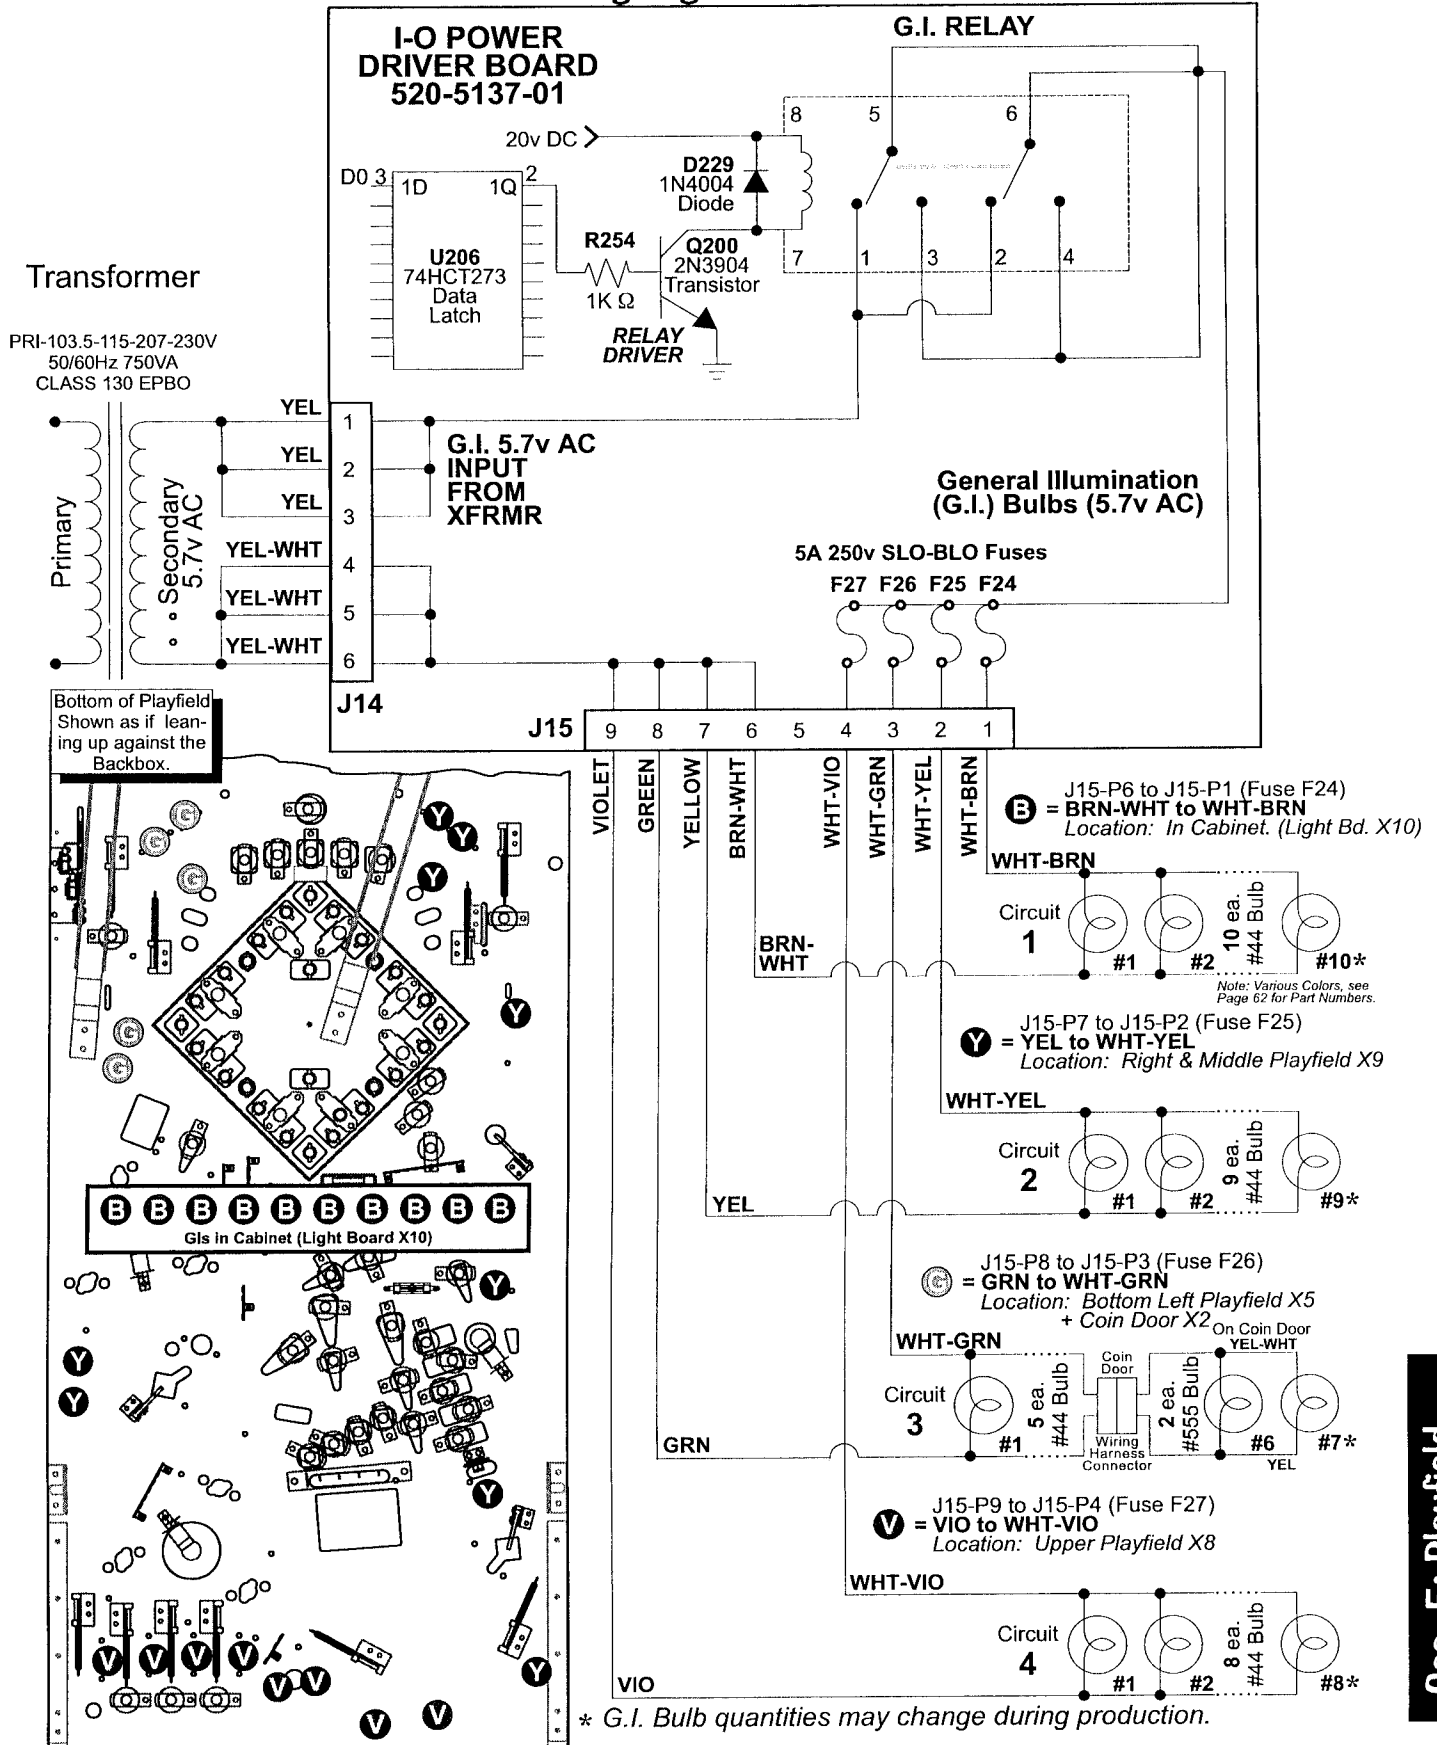 I-O POWER
DRIVER BOARD
520-5137-01
G.I. RELAY
20v DC
8
5
6
D229
1N4004
Diode
D0 3
1D
1Q
2
U206
74HCT273
Data
Latch
R254
1K Ω
Q200
2N3904
Transistor
RELAY
DRIVER
7
1
3
2
4
Transformer
PRI-103.5-115-207-230V
50/60Hz 750VA
CLASS 130 EPBO
Primary
Secondary
5.7v AC
YEL
YEL
YEL
YEL-WHT
YEL-WHT
YEL-WHT
1
2
3
4
5
6
J14
G.I. 5.7v AC
INPUT
FROM
XFRMR
General Illumination
(G.I.) Bulbs (5.7v AC)
5A 250v SLO-BLO Fuses
F27 F26 F25 F24
J15
9 8 7 6 5 4 3 2 1
VIOLET
GREEN
YELLOW
BRN-WHT
WHT-VIO
WHT-GRN
WHT-YEL
WHT-BRN
Bottom of Playfield
Shown as if lean-
ing up against the
Backbox.
J15-P6 to J15-P1 (Fuse F24)
B = BRN-WHT to WHT-BRN
Location: In Cabinet. (Light Bd. X10)
WHT-BRN
Circuit
1
BRN-
WHT
#1
#2
10 ea.
#44 Bulb
#10*
Note: Various Colors, see
Page 62 for Part Numbers.
J15-P7 to J15-P2 (Fuse F25)
Y = YEL to WHT-YEL
Location: Right & Middle Playfield X9
WHT-YEL
Circuit
2
YEL
#1
#2
9 ea.
#44 Bulb
#9*
J15-P8 to J15-P3 (Fuse F26)
G = GRN to WHT-GRN
Location: Bottom Left Playfield X5
+ Coin Door X2
On Coin Door
YEL-WHT
WHT-GRN
Circuit
3
GRN
#1
5 ea.
#44 Bulb
Coin
Door
Wiring
Harness
Connector
2 ea.
#555 Bulb
#6
#7*
YEL
J15-P9 to J15-P4 (Fuse F27)
V = VIO to WHT-VIO
Location: Upper Playfield X8
WHT-VIO
Circuit
4
VIO
#1
#2
8 ea.
#44 Bulb
#8*
* G.I. Bulb quantities may change during production.
G
G
G
Y
Y
Y
Y
G
G
B B B B B B B B B B
GIs in Cabinet (Light Board X10)
Y
Y
Y
Y
V V V V
V V
Y
V V